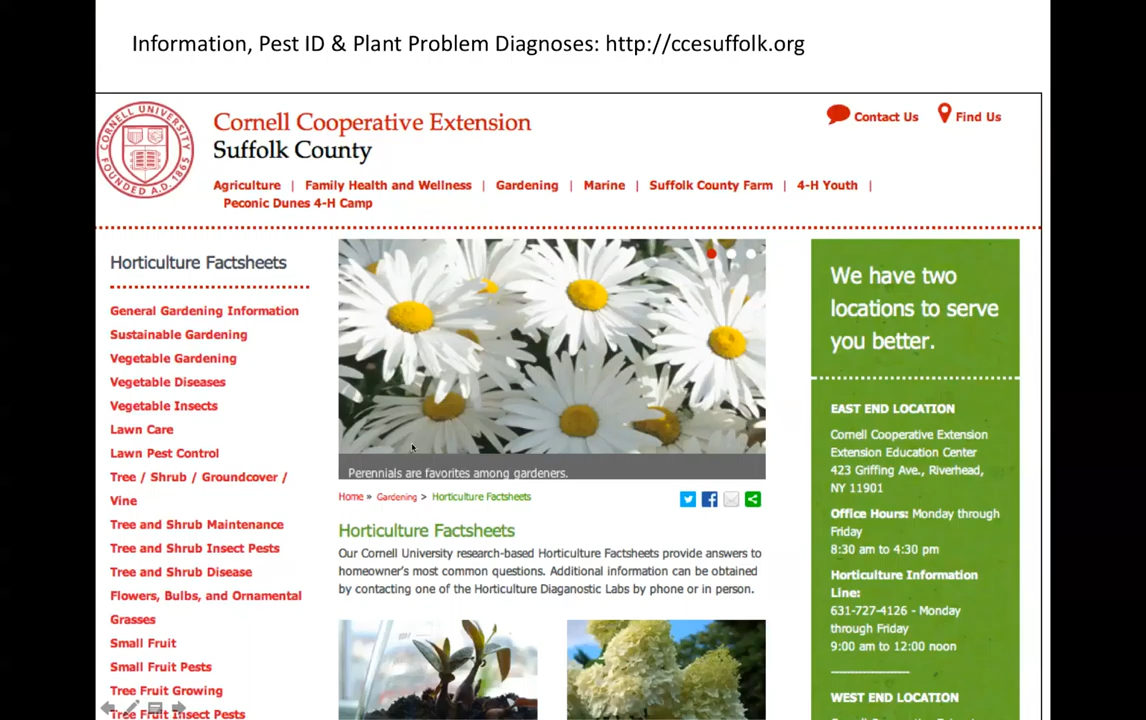 Information, Pest ID & Plant Problem Diagnoses: http://ccesuffolk.org
CORNELL UNIVERSITY
FOUNDED A.D. 1865
Cornell Cooperative Extension
Suffolk County
Contact Us
Find Us
Agriculture | Family Health and Wellness | Gardening | Marine | Suffolk County Farm | 4-H Youth |
Peconic Dunes 4-H Camp
Horticulture Factsheets
General Gardening Information
Sustainable Gardening
Vegetable Gardening
Vegetable Diseases
Vegetable Insects
Lawn Care
Lawn Pest Control
Tree / Shrub / Groundcover /
Vine
Tree and Shrub Maintenance
Tree and Shrub Insect Pests
Tree and Shrub Disease
Flowers, Bulbs, and Ornamental
Grasses
Small Fruit
Small Fruit Pests
Tree Fruit Growing
Tree Fruit Insect Pests
Perennials are favorites among gardeners.
Home » Gardening > Horticulture Factsheets
Horticulture Factsheets
Our Cornell University research-based Horticulture Factsheets provide answers to
homeowner's most common questions. Additional information can be obtained
by contacting one of the Horticulture Diaganostic Labs by phone or in person.
We have two
locations to serve
you better.
EAST END LOCATION
Cornell Cooperative Extension
Extension Education Center
423 Griffing Ave., Riverhead,
NY 11901
Office Hours: Monday through
Friday
8:30 am to 4:30 pm
Horticulture Information
Line:
631-727-4126 - Monday
through Friday
9:00 am to 12:00 noon
WEST END LOCATION